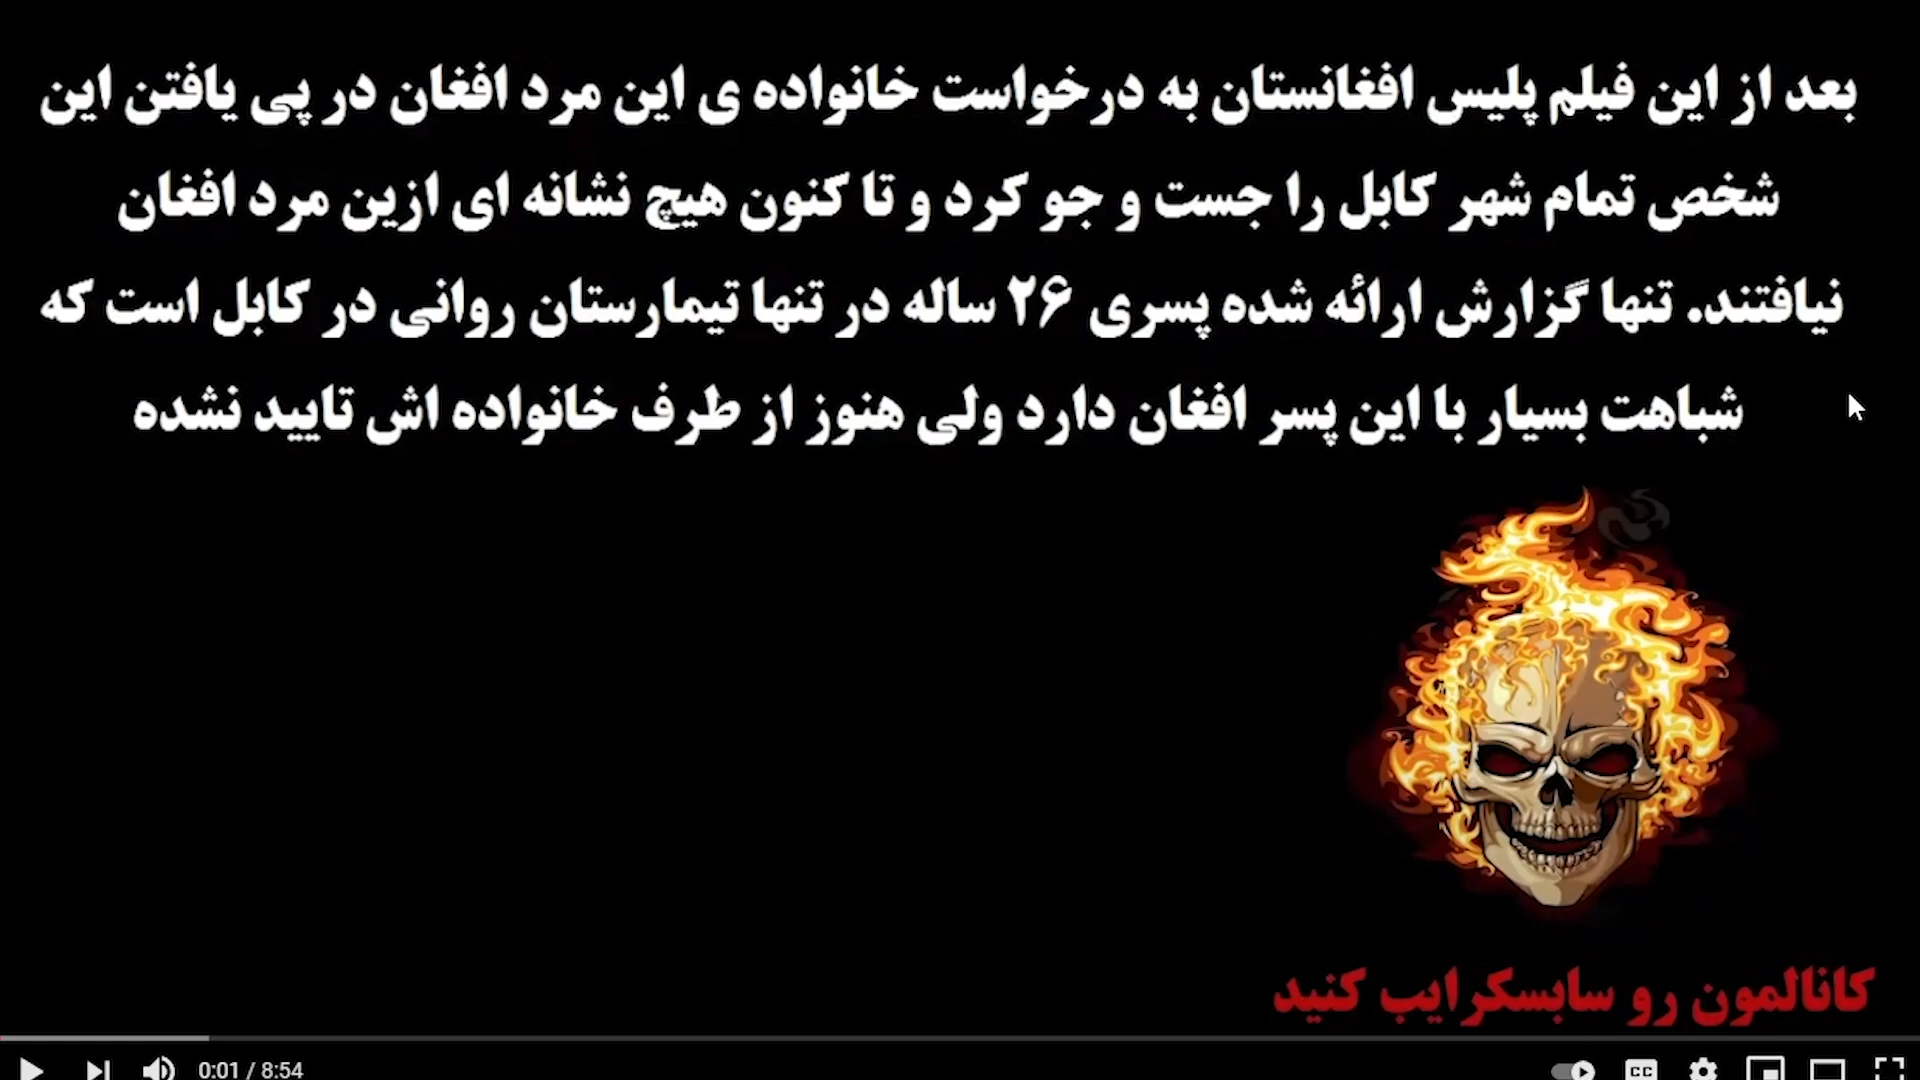 بعد از این فیلم پلیس افغانستان به درخواست خانواده ی این مرد افغان در پی یافتن این
شخص تمام شهر کابل را جست و جو کرد و تا کنون هیچ نشانه ای ازین مرد افغان
نیافتند. تنها گزارش ارائه شده پسری ۲۶ ساله در تنها تیمارستان روانی در کابل است که
شباهت بسیار با این پسر افغان دارد ولی هنوز از طرف خانواده اش تایید نشده
کانالمون رو سابسکرایب کنید
0:01 / 8:54
CC